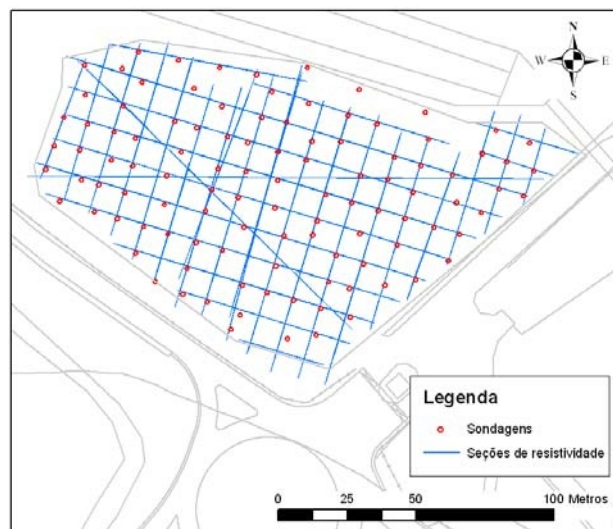 N
W E
S
Legenda
Sondagens
Seções de resistividade
0 25 50 100 Metros